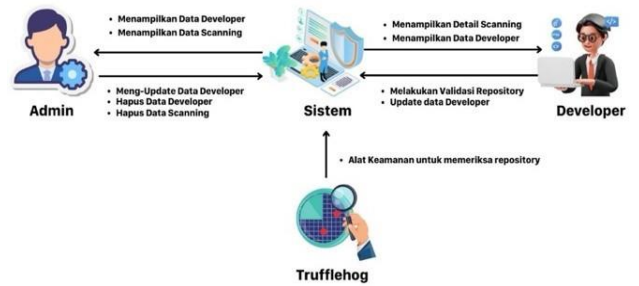 • Menampilkan Data Developer
• Menampilkan Data Scanning
• Menampilkan Detail Scanning
• Menampilkan Data Developer
• Meng-Update Data Developer
• Hapus Data Developer
• Hapus Data Scanning
• Melakukan Validasi Repository
• Update data Developer
Admin
Sistem
Developer
• Alat Keamanan untuk memeriksa repository
Trufflehog